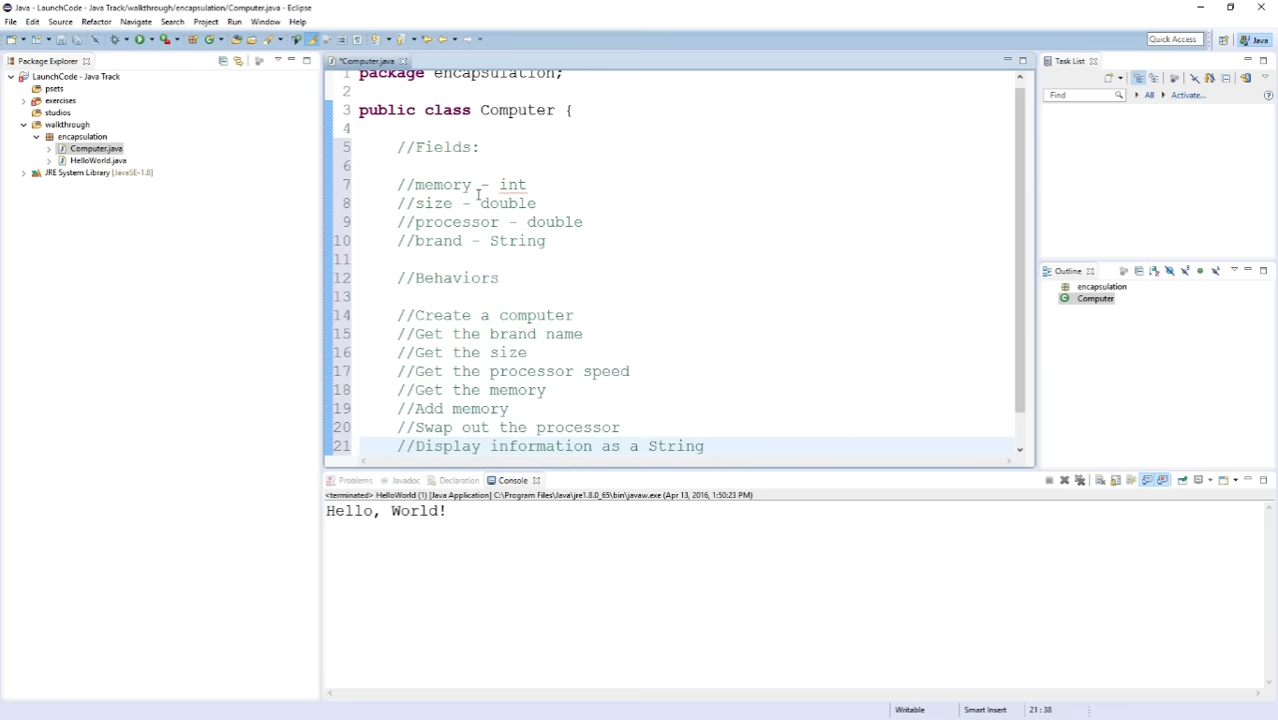 Java - LaunchCode - Java Track/walkthrough/encapsulation/Computer.java - Eclipse
File Edit Source Refactor Navigate Search Project Run Window Help
Quick Access
Java
Package Explorer
LaunchCode - Java Track
psets
exercises
studios
walkthrough
encapsulation
Computer.java
HelloWorld.java
JRE System Library [JavaSE-1.8]
*Computer.java
1 package encapsulation;
2
3 public class Computer {
4
5 //Fields:
6
7 //memory - int
8 //size - double
9 //processor - double
10 //brand - String
11
12 //Behaviors
13
14 //Create a computer
15 //Get the brand name
16 //Get the size
17 //Get the processor speed
18 //Get the memory
19 //Add memory
20 //Swap out the processor
21 //Display information as a String
Task List
Find All Activate...
Outline
encapsulation
Computer
Problems Javadoc Declaration Console
<terminated> HelloWorld (1) [Java Application] C:\Program Files\Java\jre1.8.0_65\bin\javaw.exe (Apr 13, 2016, 1:50:23 PM)
Hello, World!
Writable Smart Insert 21 : 38